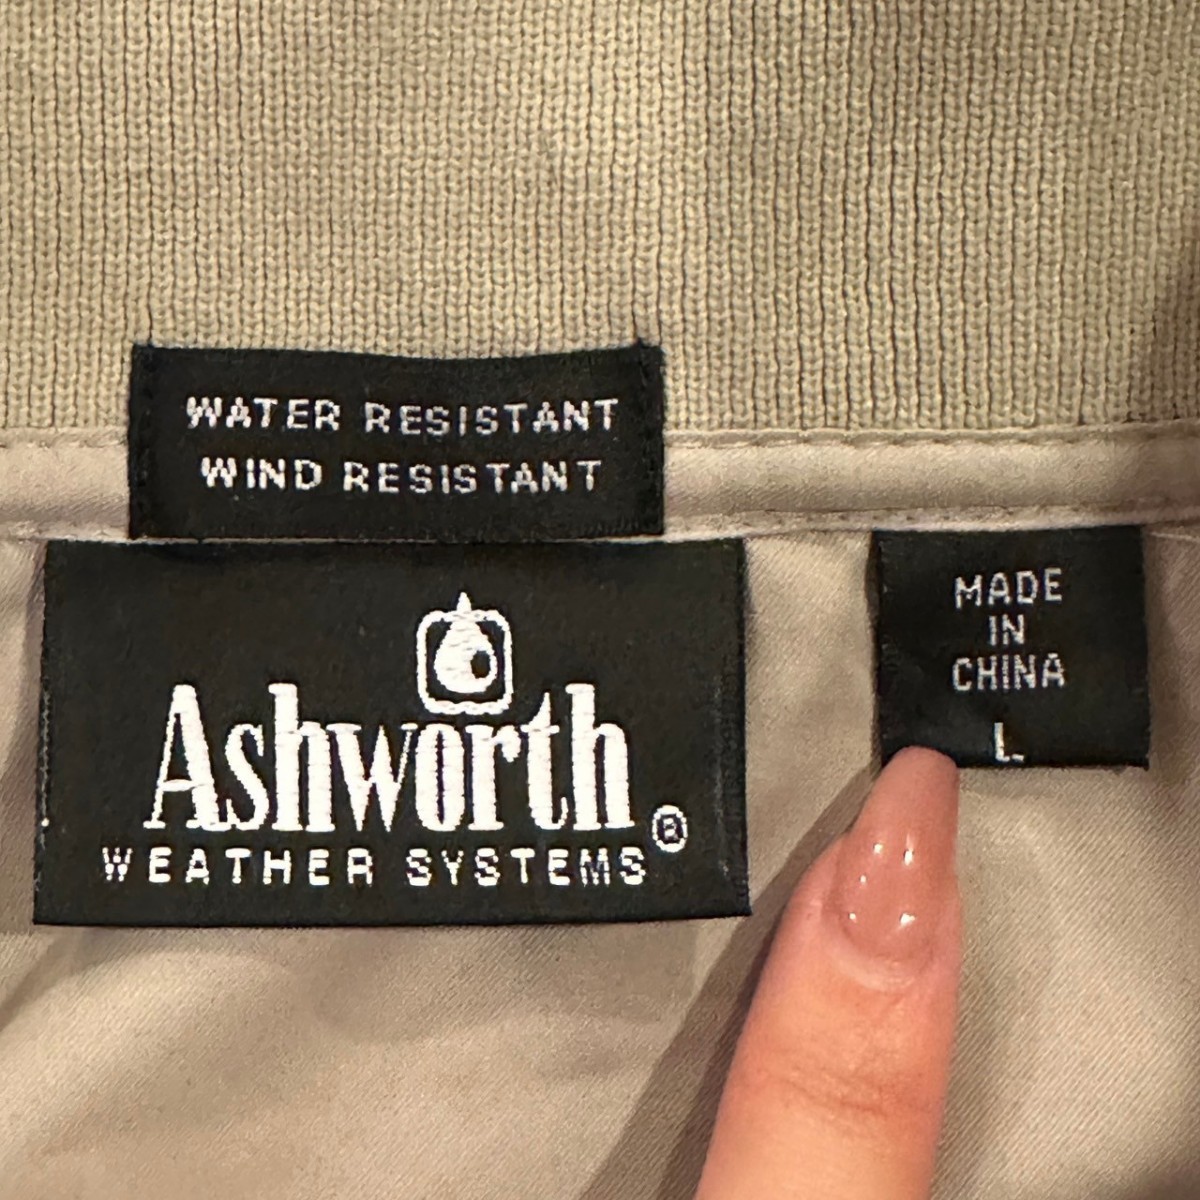 WATER RESISTANT
WIND RESISTANT
Ashworth®
WEATHER SYSTEMS
MADE
IN
CHINA
L